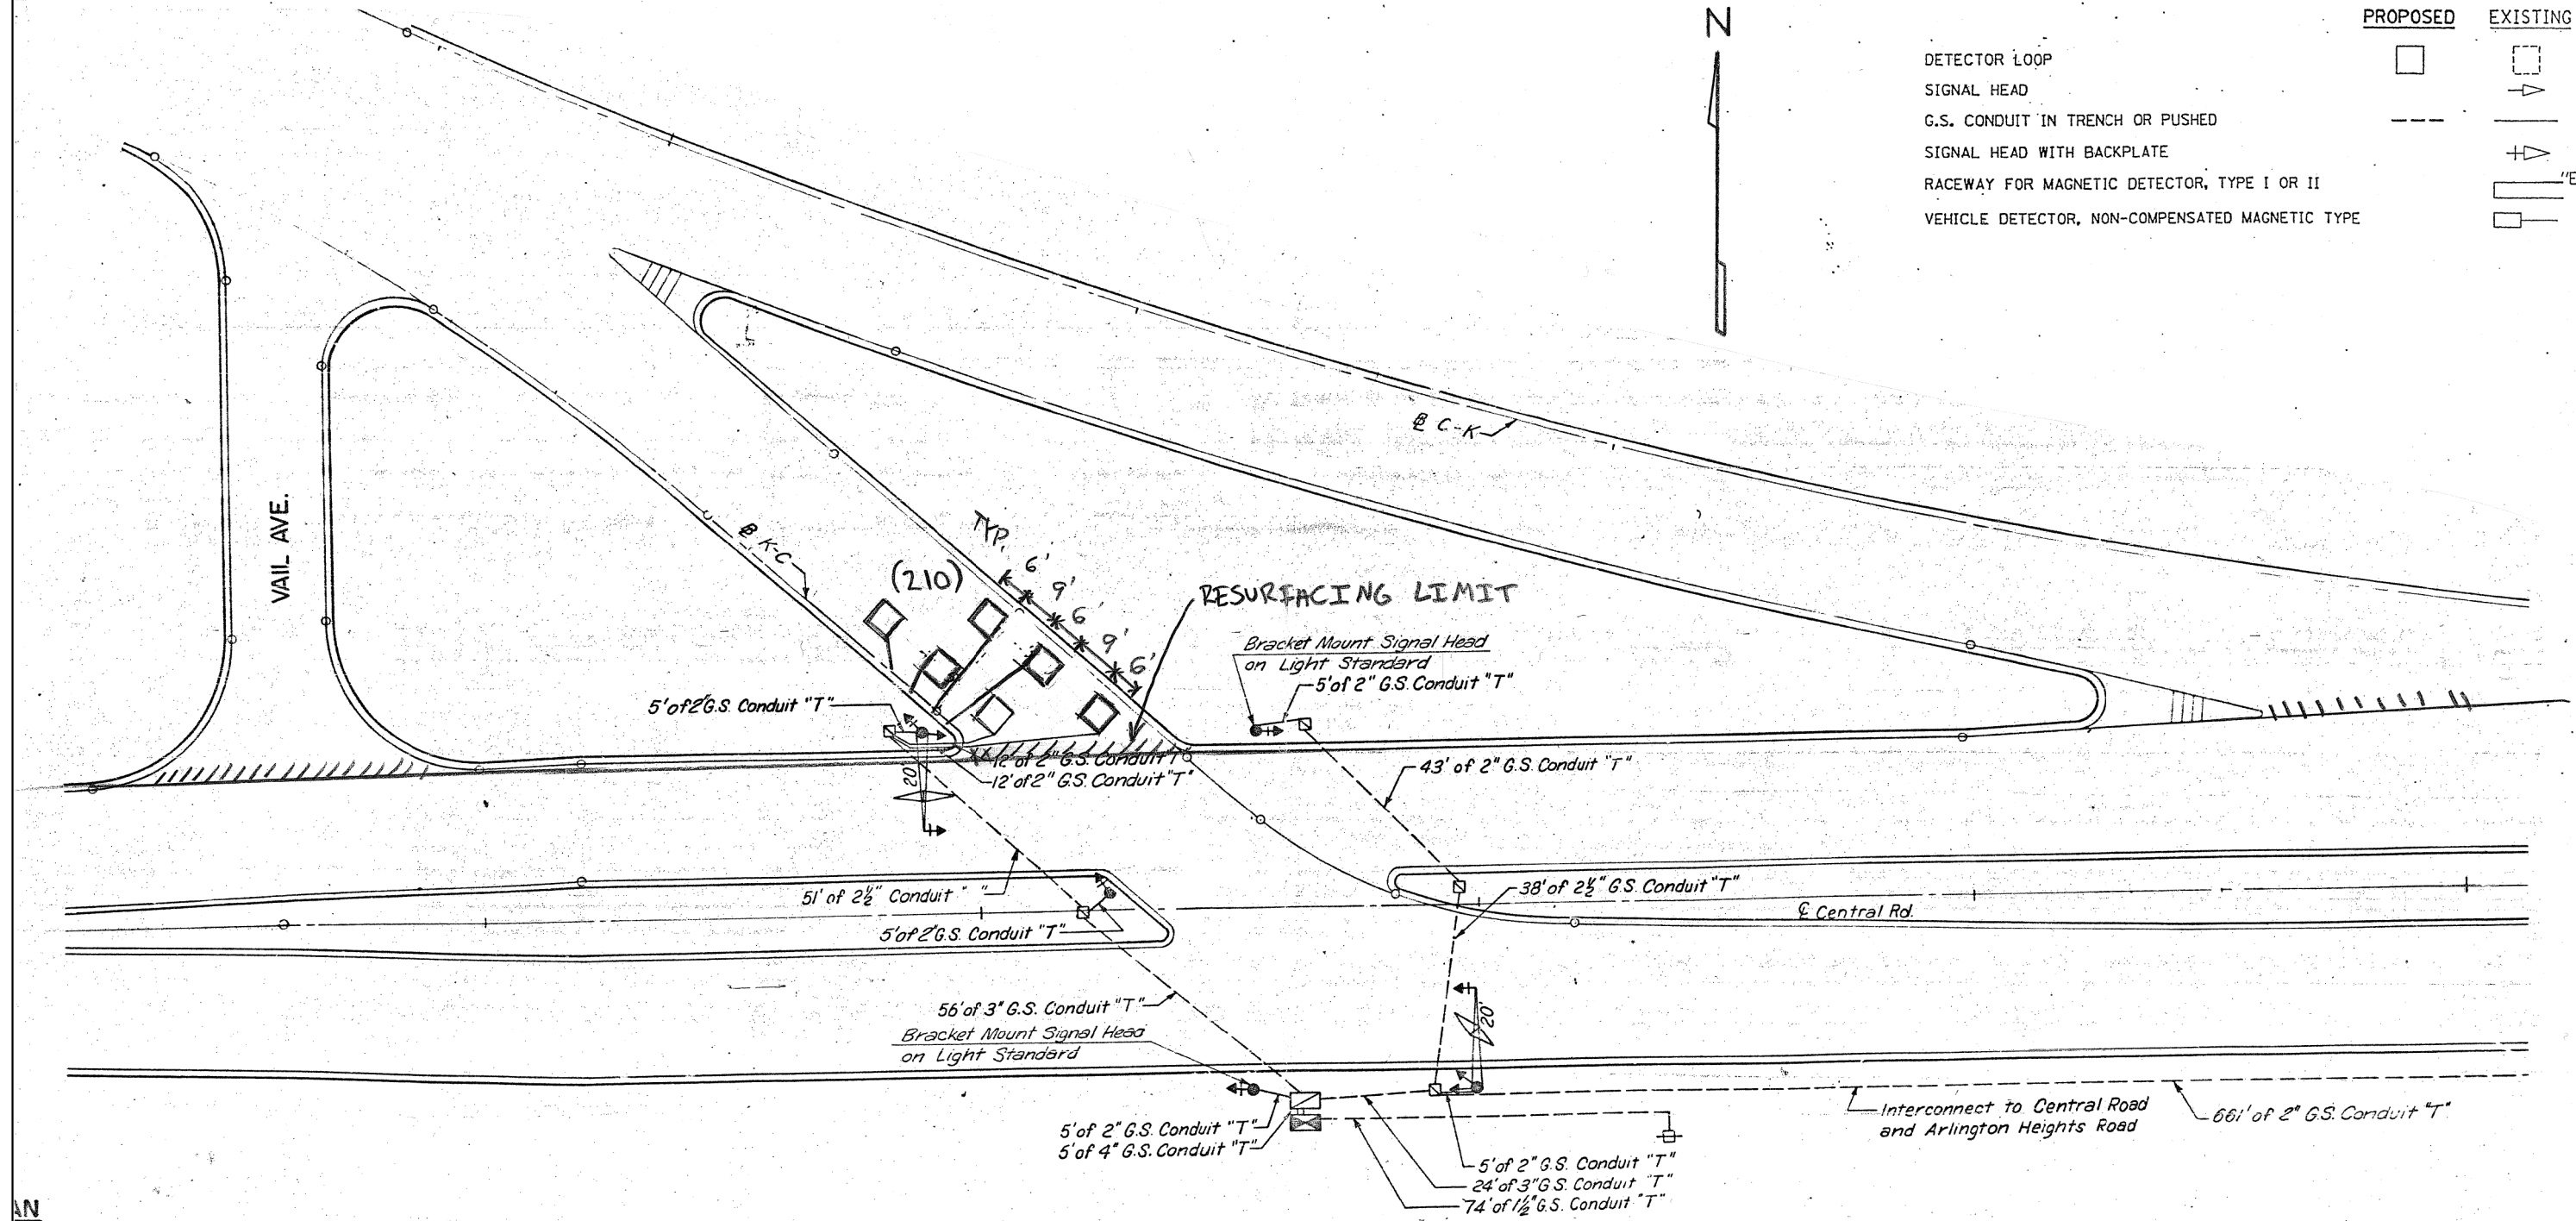 N
PROPOSED EXISTING
DETECTOR LOOP
SIGNAL HEAD
G.S. CONDUIT IN TRENCH OR PUSHED
SIGNAL HEAD WITH BACKPLATE
RACEWAY FOR MAGNETIC DETECTOR, TYPE I OR II
"E
VEHICLE DETECTOR, NON-COMPENSATED MAGNETIC TYPE
C-K
VAIL AVE.
K-C
TYP.
6'
9'
6'
9'
6'
(210)
RESURFACING LIMIT
Bracket Mount Signal Head
on Light Standard
5' of 2" G.S. Conduit "T"
5' of 2" G.S. Conduit "T"
12' of 2" G.S. Conduit "T"
12' of 2" G.S. Conduit "T"
20'
43' of 2" G.S. Conduit "T"
51' of 2½" Conduit " "
5' of 2" G.S. Conduit "T"
38' of 2½" G.S. Conduit "T"
℄ Central Rd.
56' of 3" G.S. Conduit "T"
Bracket Mount Signal Head
on Light Standard
20'
5' of 2" G.S. Conduit "T"
5' of 4" G.S. Conduit "T"
Interconnect to Central Road
and Arlington Heights Road
661' of 2" G.S. Conduit "T"
5' of 2" G.S. Conduit "T"
24' of 3" G.S. Conduit "T"
74' of 1½" G.S. Conduit "T"
AN